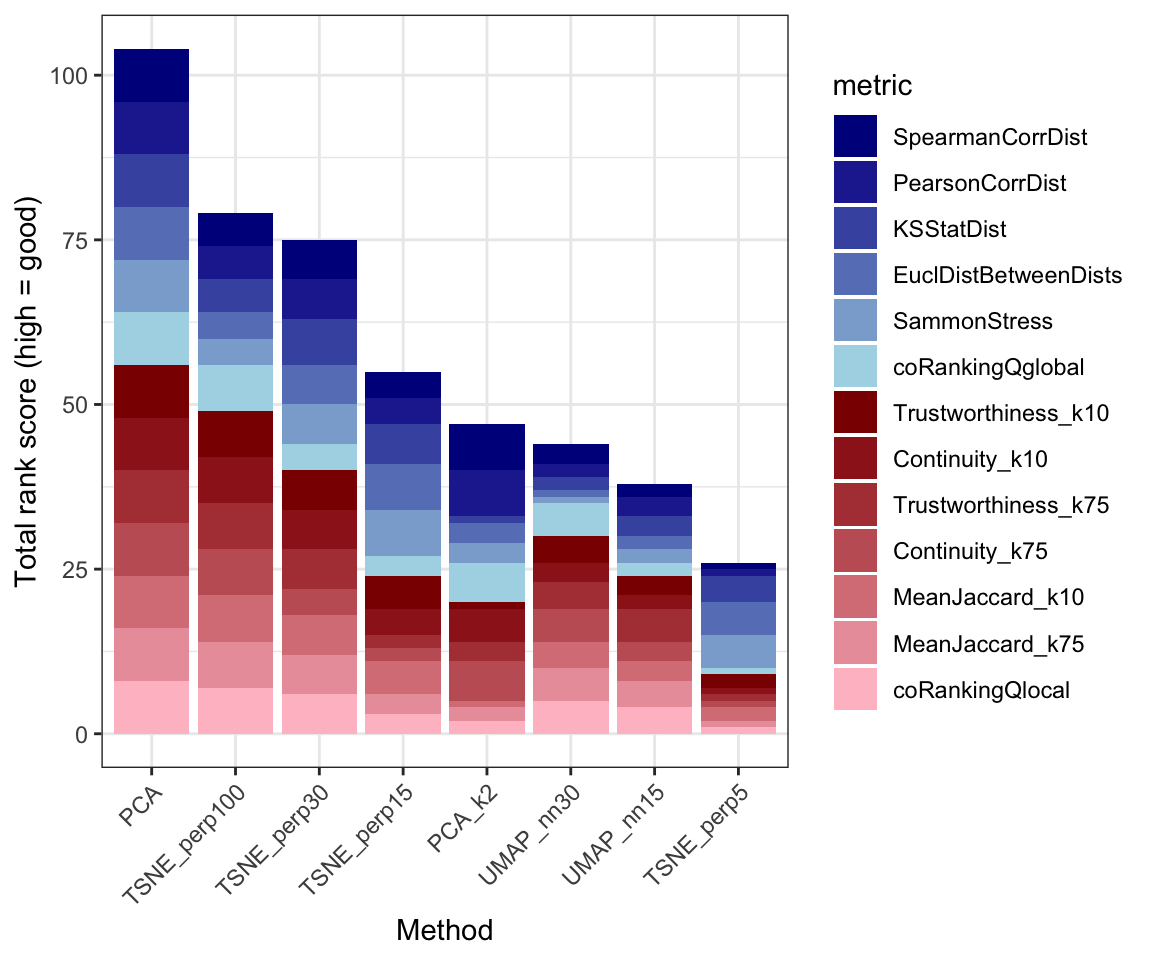 Total rank score (high = good)
100
75
50
25
0
PCA
TSNE_perp100
TSNE_perp30
TSNE_perp15
PCA_k2
UMAP_nn30
UMAP_nn15
TSNE_perp5
Method
metric
SpearmanCorrDist
PearsonCorrDist
KSStatDist
EuclDistBetweenDists
SammonStress
coRankingQglobal
Trustworthiness_k10
Continuity_k10
Trustworthiness_k75
Continuity_k75
MeanJaccard_k10
MeanJaccard_k75
coRankingQlocal